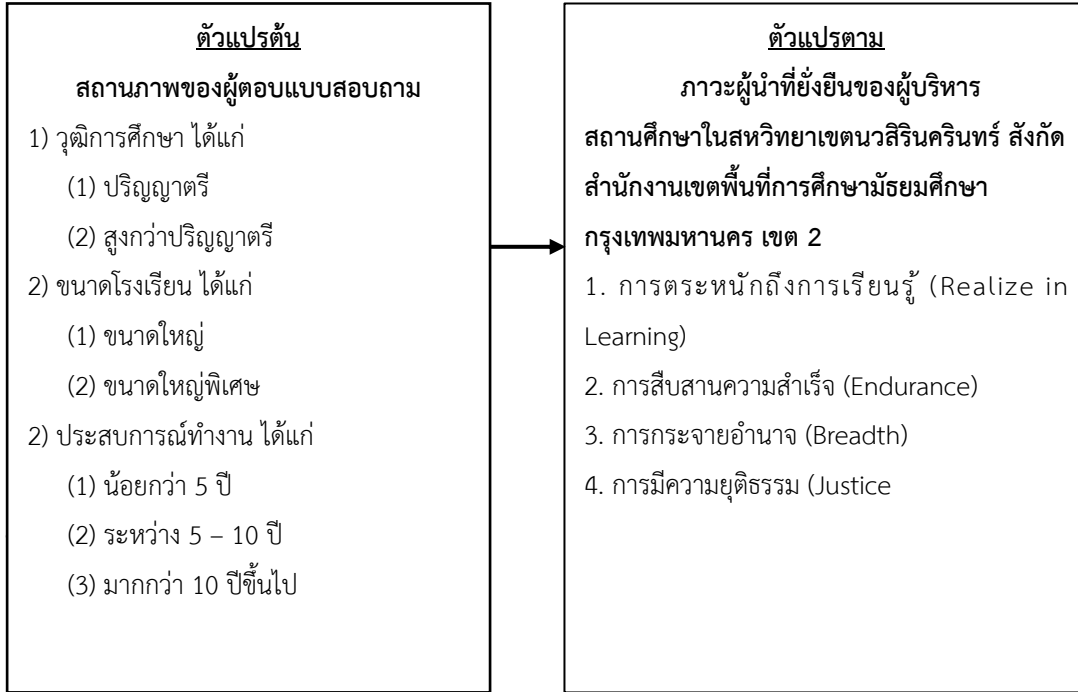 ตัวแปรต้น
สถานภาพของผู้ตอบแบบสอบถาม
1) วุฒิการศึกษา ได้แก่
(1) ปริญญาตรี
(2) สูงกว่าปริญญาตรี
2) ขนาดโรงเรียน ได้แก่
(1) ขนาดใหญ่
(2) ขนาดใหญ่พิเศษ
2) ประสบการณ์ทำงาน ได้แก่
(1) น้อยกว่า 5 ปี
(2) ระหว่าง 5 – 10 ปี
(3) มากกว่า 10 ปีขึ้นไป
ตัวแปรตาม
ภาวะผู้นำที่ยั่งยืนของผู้บริหาร
สถานศึกษาในสหวิทยาเขตนวสิรินครินทร์ สังกัด
สำนักงานเขตพื้นที่การศึกษามัธยมศึกษา
กรุงเทพมหานคร เขต 2
1. การตระหนักถึงการเรียนรู้ (Realize in
Learning)
2. การสืบสานความสำเร็จ (Endurance)
3. การกระจายอำนาจ (Breadth)
4. การมีความยุติธรรม (Justice